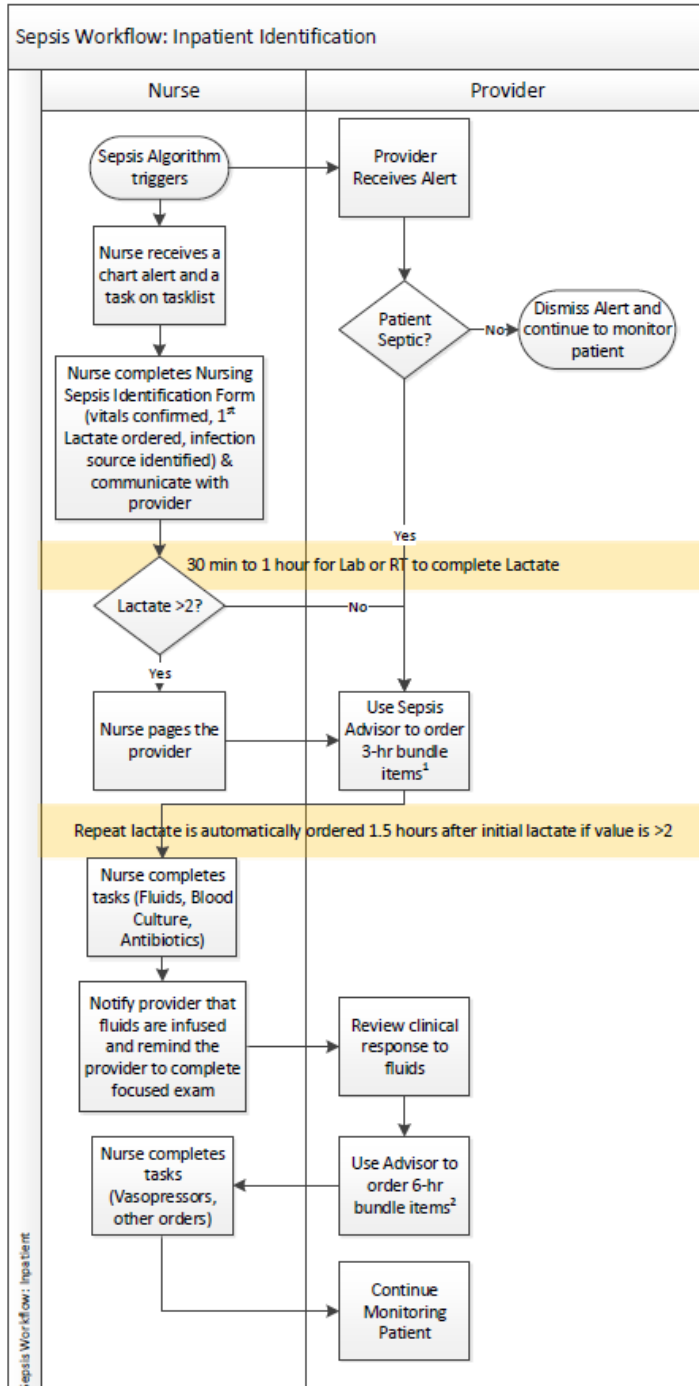 Sepsis Workflow: Inpatient Identification
Nurse
Provider
Sepsis Algorithm
triggers
Provider
Receives Alert
Nurse receives a
chart alert and a
task on tasklist
Patient
Septic?
No
Dismiss Alert and
continue to monitor
patient
Nurse completes Nursing
Sepsis Identification Form
(vitals confirmed, 1st
Lactate ordered, infection
source identified) &
communicate with
provider
Yes
30 min to 1 hour for Lab or RT to complete Lactate
Lactate >2?
No
Yes
Nurse pages the
provider
Use Sepsis
Advisor to order
3-hr bundle
items1
Repeat lactate is automatically ordered 1.5 hours after initial lactate if value is >2
Nurse completes
tasks (Fluids, Blood
Culture,
Antibiotics)
Notify provider that
fluids are infused
and remind the
provider to complete
focused exam
Review clinical
response to
fluids
Nurse completes
tasks
(Vasopressors,
other orders)
Use Advisor to
order 6-hr
bundle items2
Continue
Monitoring
Patient
Sepsis Workflow: Inpatient